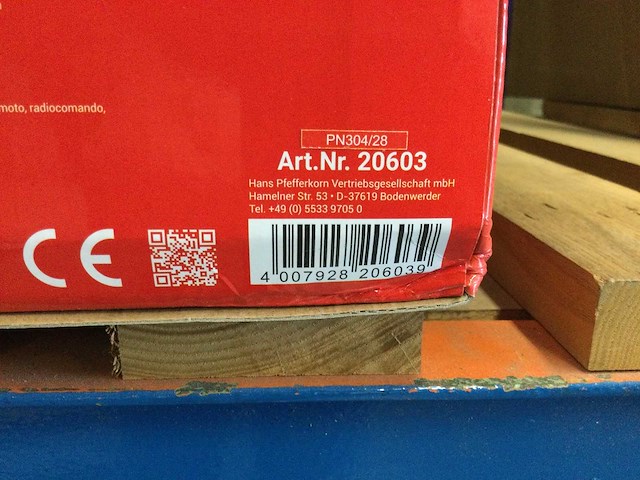 moto, radiocomando,
PN304/28
Art.Nr. 20603
Hans Pfefferkorn Vertriebsgesellschaft mbH
Hamelner Str. 53 • D-37619 Bodenwerder
Tel. +49 (0) 5533 9705 0
CE
4 007928 206039